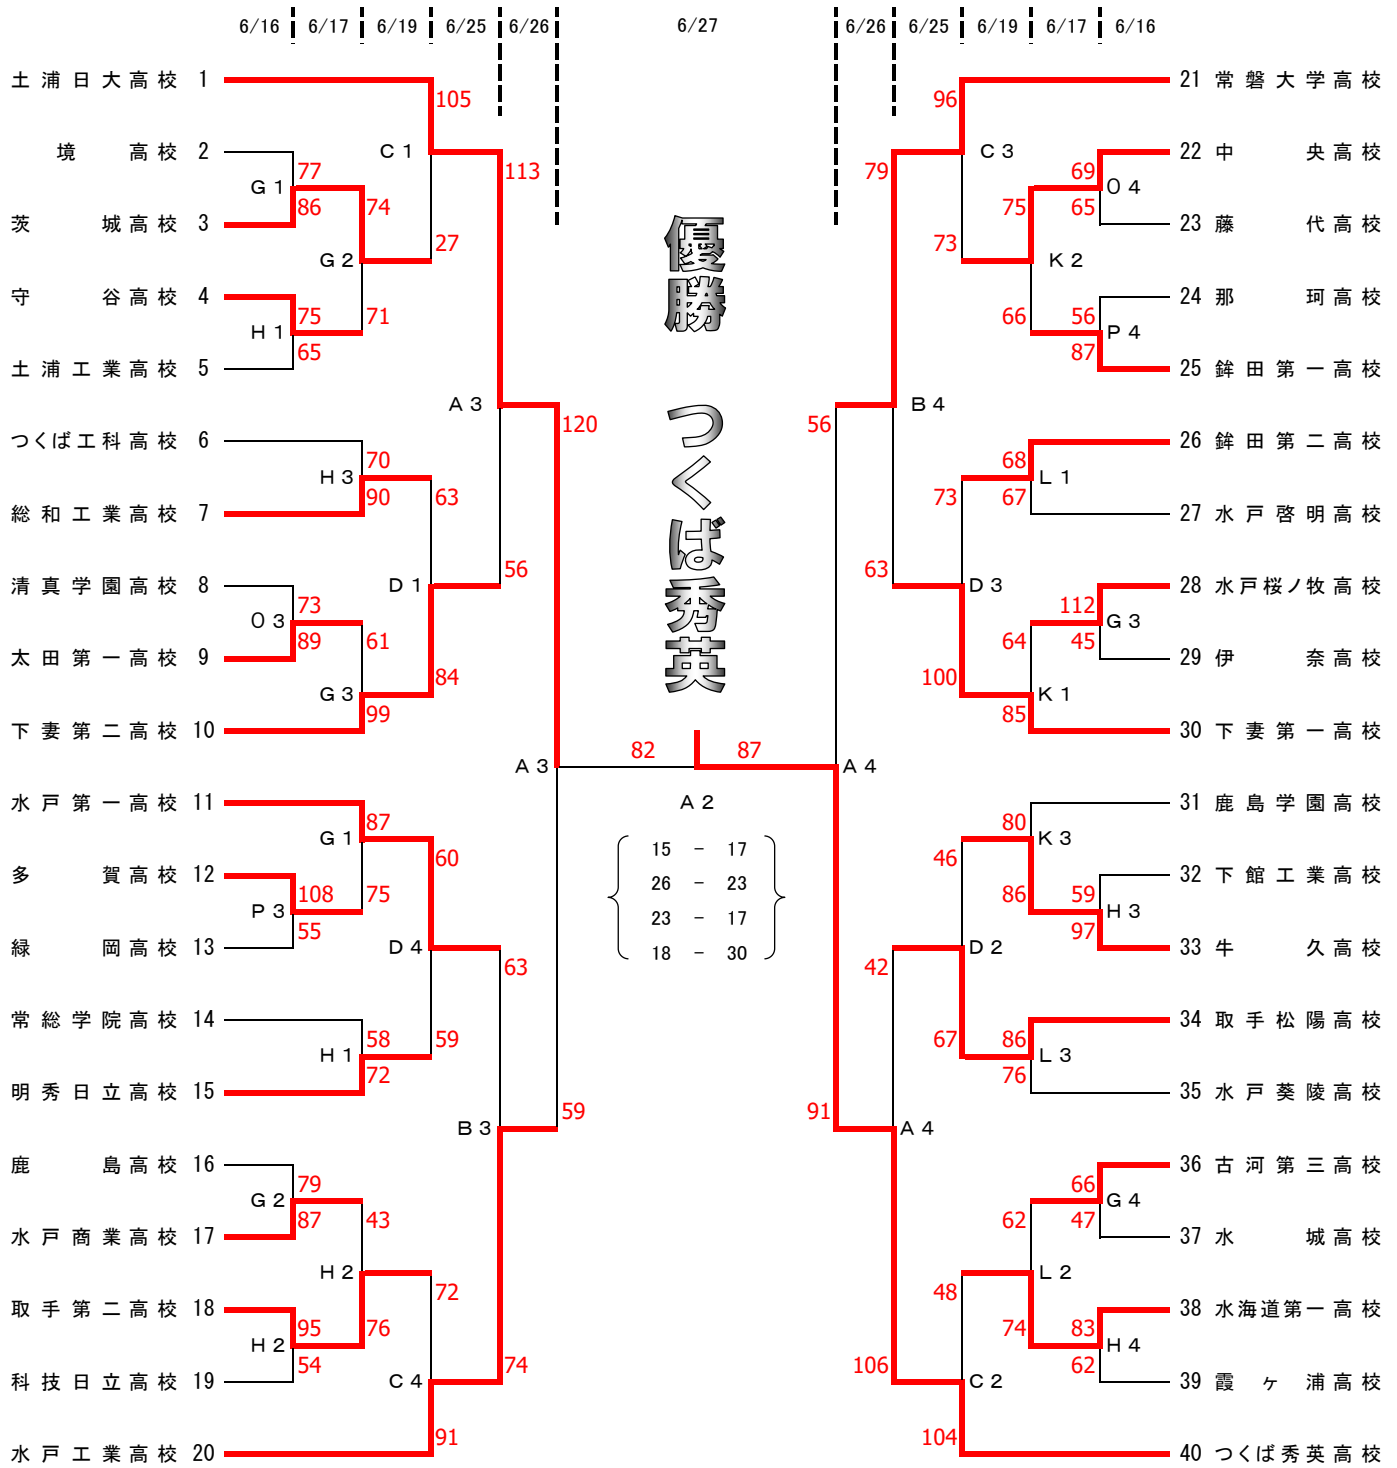 6/16 6/17 6/19 6/25 6/26 6/27 6/26 6/25 6/19 6/17 6/16
土浦日大高校 1
境 高校 2
茨城高校 3
守谷高校 4
土浦工業高校 5
つくば工科高校 6
総和工業高校 7
清真学園高校 8
太田第一高校 9
下妻第二高校 10
水戸第一高校 11
多賀高校 12
緑岡高校 13
常総学院高校 14
明秀日立高校 15
鹿島高校 16
水戸商業高校 17
取手第二高校 18
科技日立高校 19
水戸工業高校 20
G1
77
86
H1
75
65
O3
73
89
P3
108
55
G2
79
87
H2
95
54
G2
74
71
H3
70
90
G3
61
99
G1
87
75
H1
58
72
H2
43
76
C1
105
27
D1
63
84
D4
60
59
C4
72
91
A3
113
56
B3
63
74
A3
120
59
優勝 つくば秀英
82 87
A2
15 - 17
26 - 23
23 - 17
18 - 30
A4
56
91
B4
79
63
A4
42
106
C3
96
73
D3
73
100
D2
46
67
C2
48
104
K2
75
66
L1
68
67
K1
64
85
K3
80
86
L3
86
76
L2
62
74
O4
69
65
P4
56
87
G3
112
45
H3
59
97
G4
66
47
H4
83
62
21 常磐大学高校
22 中央高校
23 藤代高校
24 那珂高校
25 鉾田第一高校
26 鉾田第二高校
27 水戸啓明高校
28 水戸桜ノ牧高校
29 伊奈高校
30 下妻第一高校
31 鹿島学園高校
32 下館工業高校
33 牛久高校
34 取手松陽高校
35 水戸葵陵高校
36 古河第三高校
37 水城高校
38 水海道第一高校
39 霞ヶ浦高校
40 つくば秀英高校